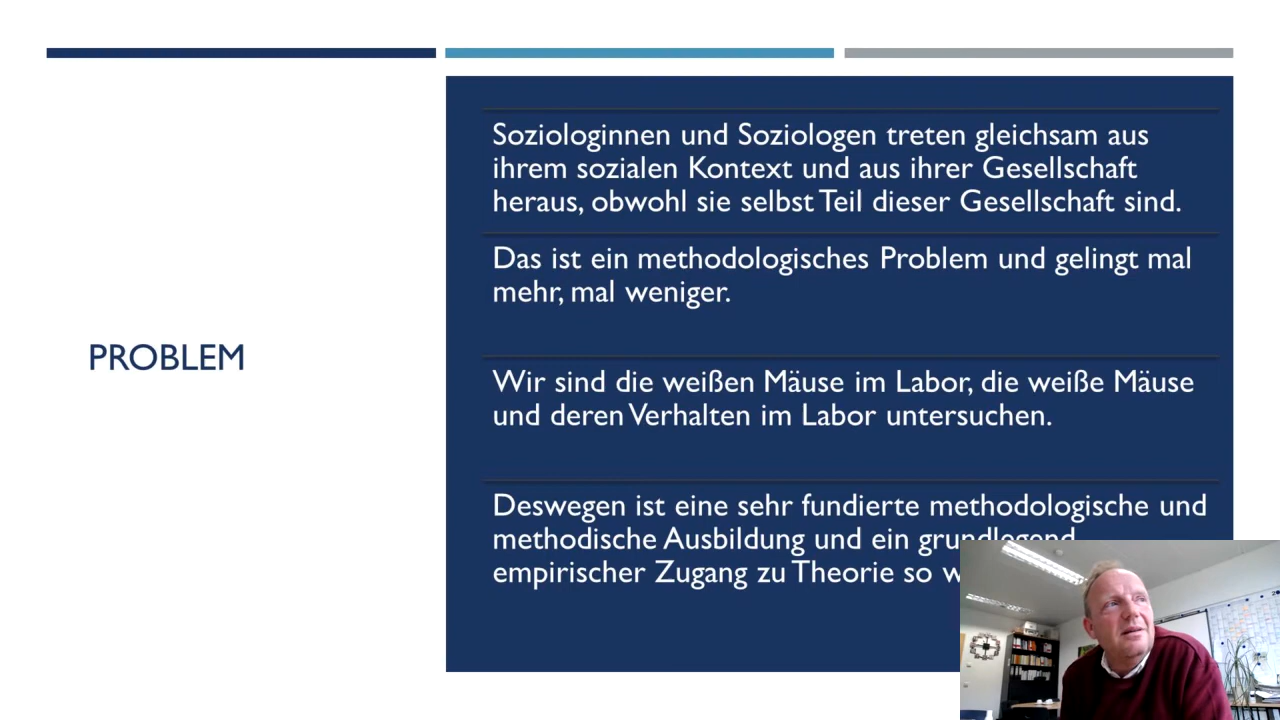 PROBLEM
Soziologinnen und Soziologen treten gleichsam aus
ihrem sozialen Kontext und aus ihrer Gesellschaft
heraus, obwohl sie selbst Teil dieser Gesellschaft sind.
Das ist ein methodologisches Problem und gelingt mal
mehr, mal weniger.
Wir sind die weißen Mäuse im Labor, die weiße Mäuse
und deren Verhalten im Labor untersuchen.
Deswegen ist eine sehr fundierte methodologische und
methodische Ausbildung und ein grundlegend
empirischer Zugang zu Theorie so